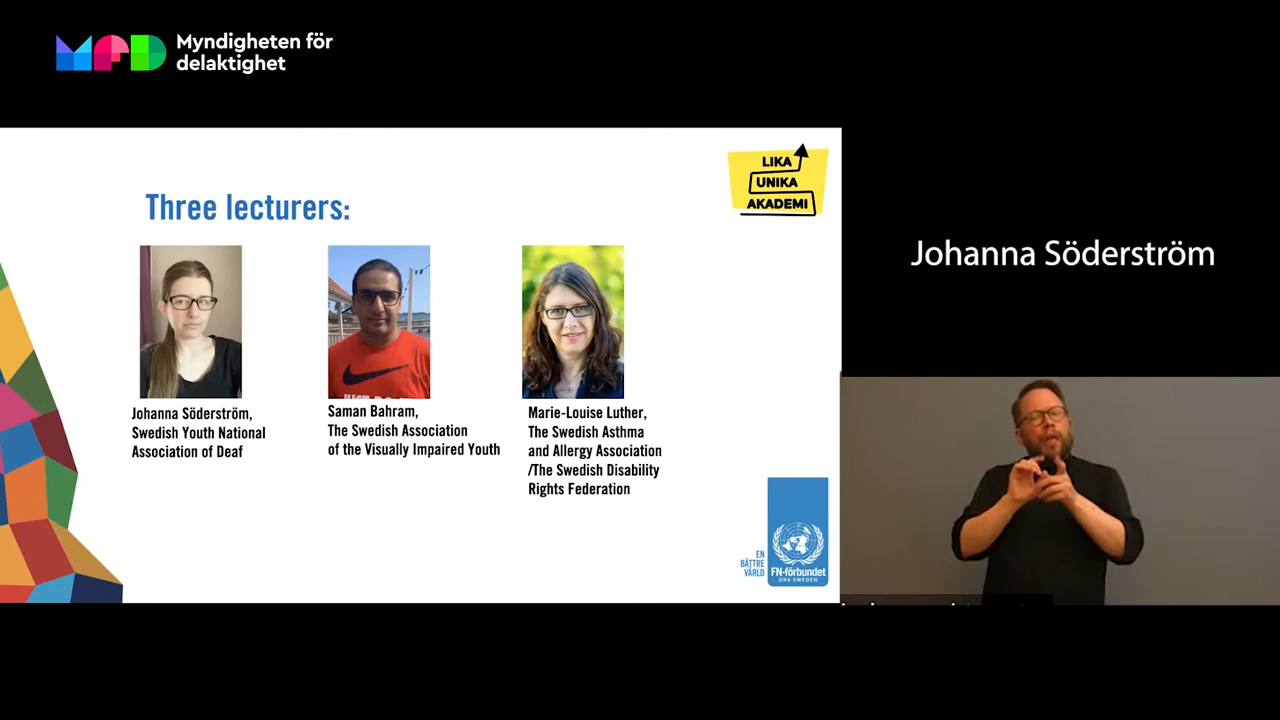 MFD
Myndigheten för
delaktighet
LIKA
UNIKA
AKADEMI
Three lecturers:
Johanna Söderström,
Swedish Youth National
Association of Deaf
Saman Bahram,
The Swedish Association
of the Visually Impaired Youth
Marie-Louise Luther,
The Swedish Asthma
and Allergy Association
/The Swedish Disability
Rights Federation
EN
BÄTTRE
VÄRLD
FN-förbundet
UNA SWEDEN
Johanna Söderström